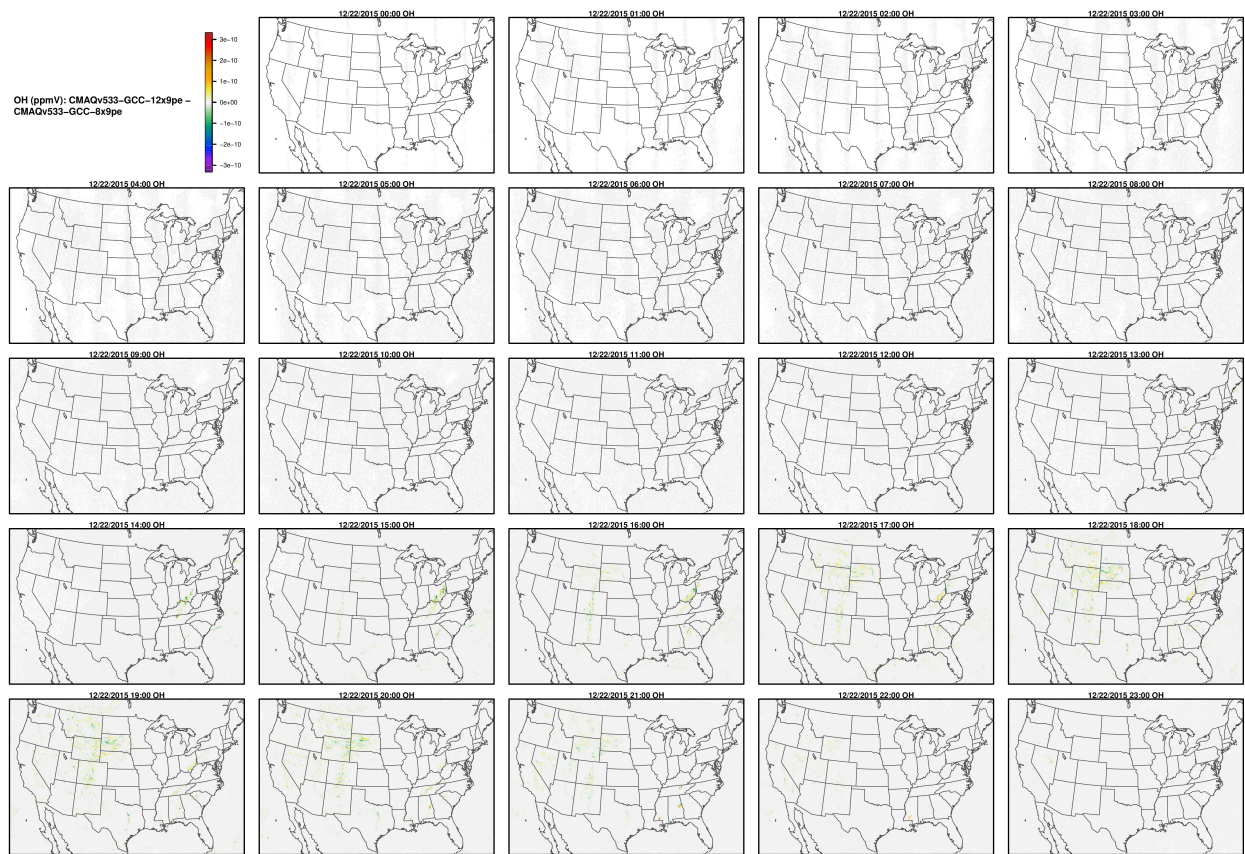 12/22/2015 00:00 OH
12/22/2015 01:00 OH
12/22/2015 02:00 OH
12/22/2015 03:00 OH
3e−10
2e−10
1e−10
0e+00
−1e−10
−2e−10
−3e−10
OH (ppmV): CMAQv533−GCC−12x9pe −
CMAQv533−GCC−8x9pe
12/22/2015 04:00 OH
12/22/2015 05:00 OH
12/22/2015 06:00 OH
12/22/2015 07:00 OH
12/22/2015 08:00 OH
12/22/2015 09:00 OH
12/22/2015 10:00 OH
12/22/2015 11:00 OH
12/22/2015 12:00 OH
12/22/2015 13:00 OH
12/22/2015 14:00 OH
12/22/2015 15:00 OH
12/22/2015 16:00 OH
12/22/2015 17:00 OH
12/22/2015 18:00 OH
12/22/2015 19:00 OH
12/22/2015 20:00 OH
12/22/2015 21:00 OH
12/22/2015 22:00 OH
12/22/2015 23:00 OH